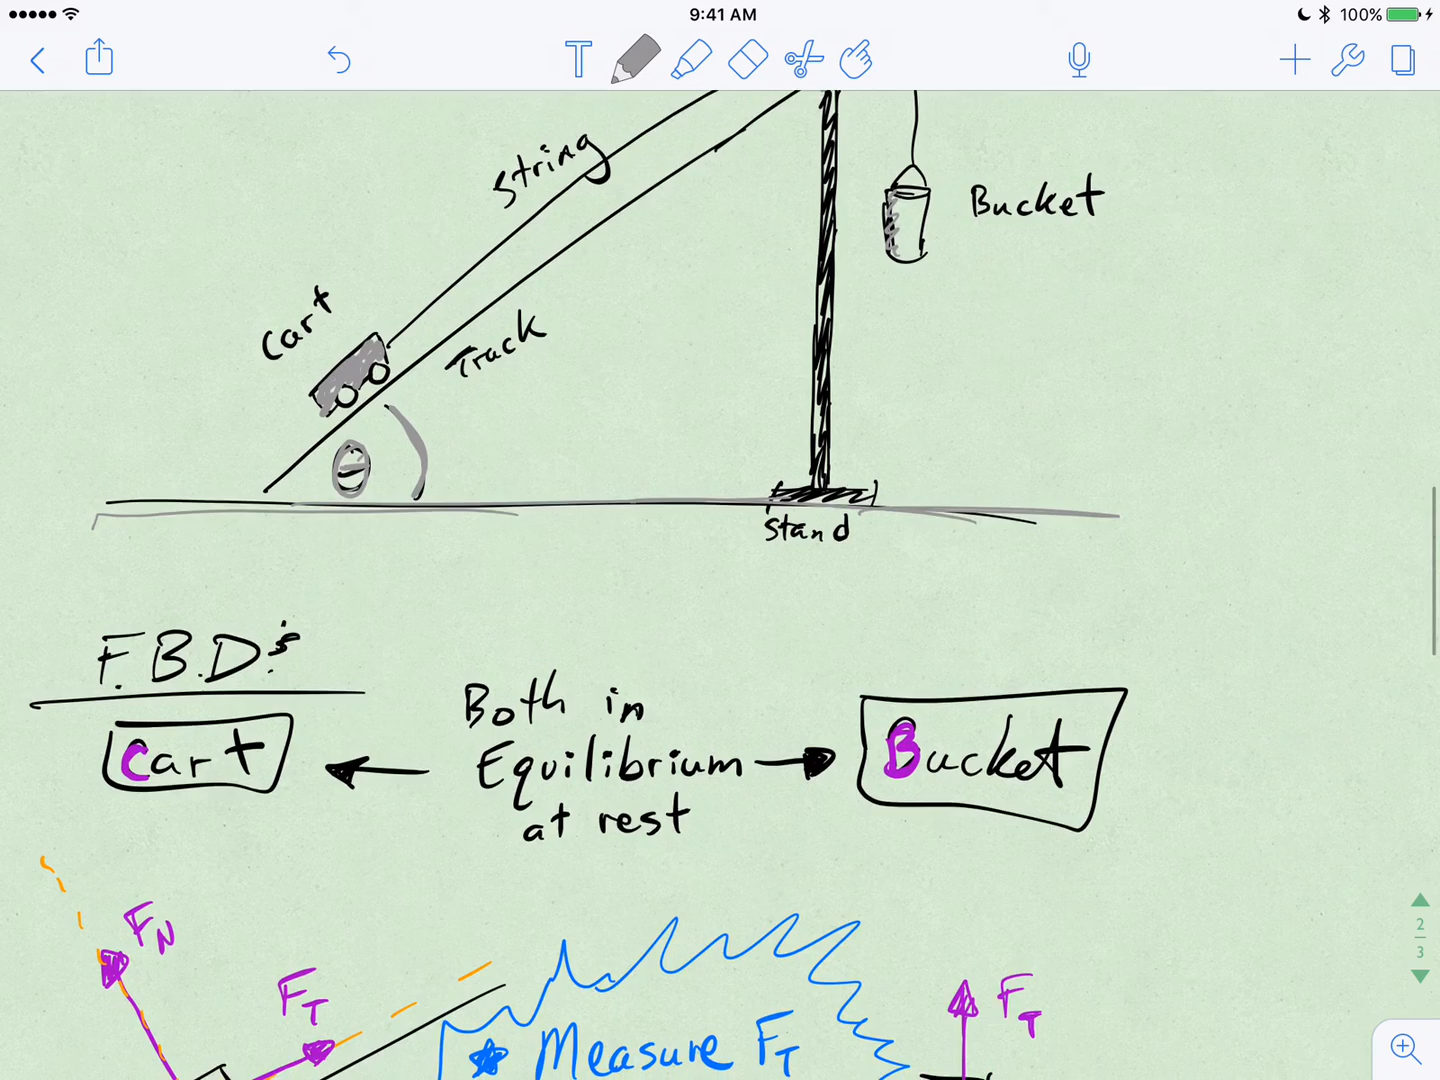 9:41 AM
100%
T
String
Bucket
Cart
Track
θ
Stand
F.B.D.'s
Both in
Cart
Equilibrium
Bucket
at rest
FN
FT
FT
Measure FT
2
3